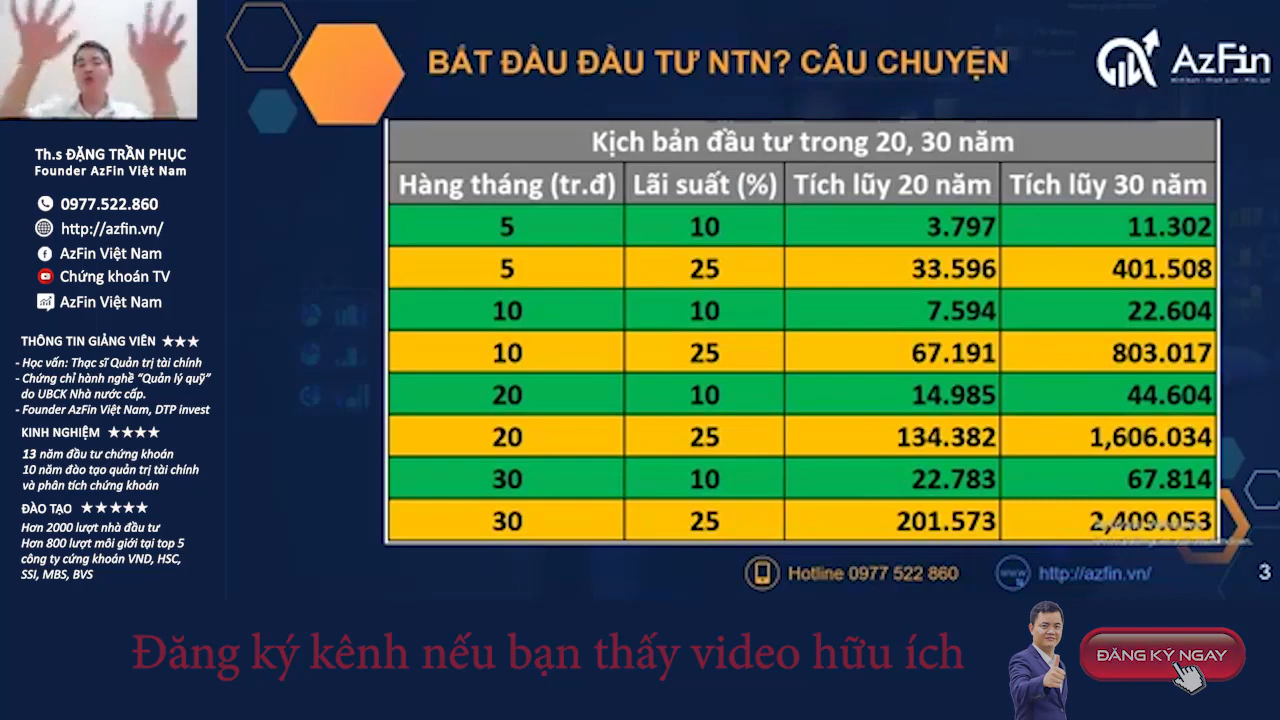 BẮT ĐẦU ĐẦU TƯ NTN? CÂU CHUYỆN
AzFin
Th.s ĐẶNG TRẦN PHỤC
Founder AzFin Việt Nam
0977.522.860
http://azfin.vn/
AzFin Việt Nam
Chứng khoán TV
AzFin Việt Nam
THÔNG TIN GIẢNG VIÊN ★★★
- Học vấn: Thạc sĩ Quản trị tài chính
- Chứng chỉ hành nghề "Quản lý quỹ"
do UBCK Nhà nước cấp.
- Founder AzFin Việt Nam, DTP invest
KINH NGHIỆM ★★★★
13 năm đầu tư chứng khoán
10 năm đào tạo quản trị tài chính
và phân tích chứng khoán
ĐÀO TẠO ★★★★★
Hơn 2000 lượt nhà đầu tư
Hơn 800 lượt môi giới tại top 5
công ty cứng khoán VND, HSC,
SSI, MBS, BVS
Kịch bản đầu tư trong 20, 30 năm
Hàng tháng (tr.đ) Lãi suất (%) Tích lũy 20 năm Tích lũy 30 năm
5 10 3.797 11.302
5 25 33.596 401.508
10 10 7.594 22.604
10 25 67.191 803.017
20 10 14.985 44.604
20 25 134.382 1,606.034
30 10 22.783 67.814
30 25 201.573 2,409.053
Hotline 0977 522 860
www
http://azfin.vn/
3
Đăng ký kênh nếu bạn thấy video hữu ích
ĐĂNG KÝ NGAY